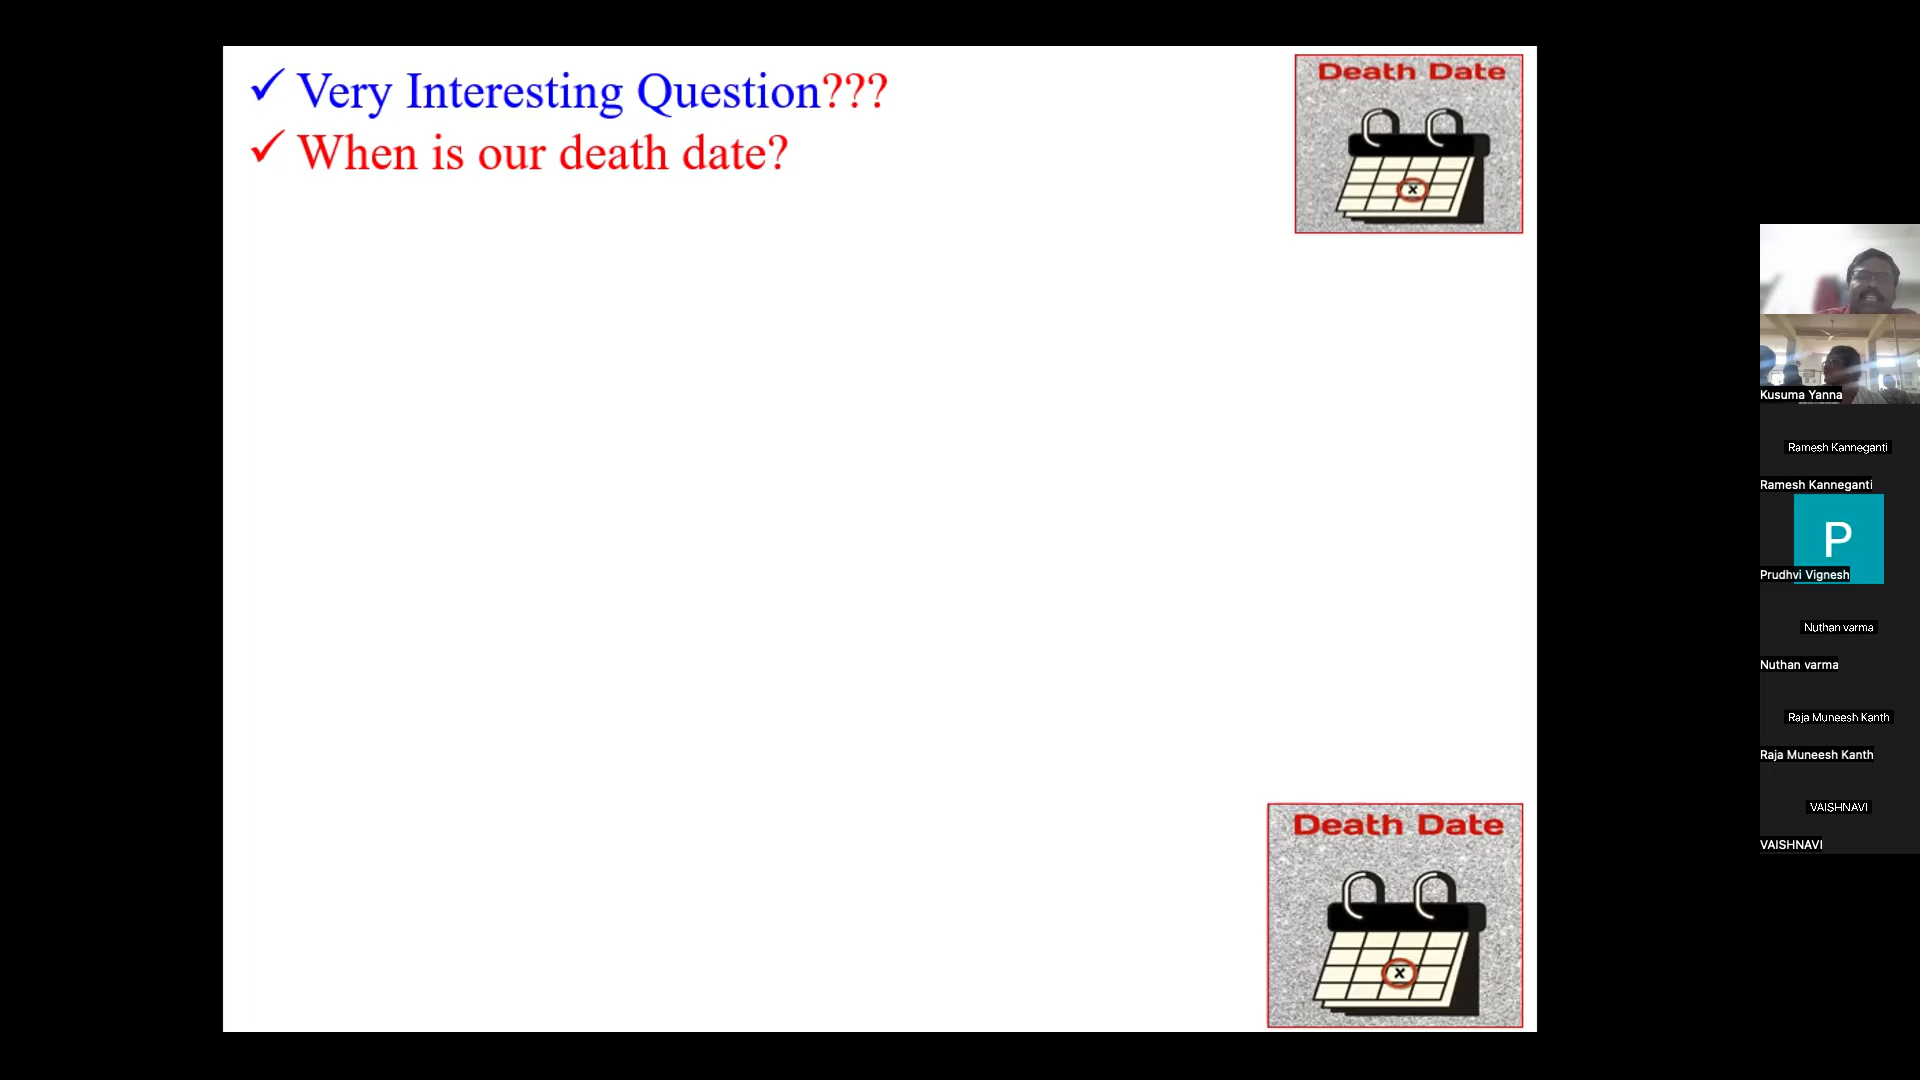 ✓ Very Interesting Question???
✓ When is our death date?
Death Date
x
Death Date
x
Kusuma Yanna
Ramesh Kanneganti
Ramesh Kanneganti
P
Prudhvi Vignesh
Nuthan varma
Nuthan varma
Raja Muneesh Kanth
Raja Muneesh Kanth
VAISHNAVI
VAISHNAVI